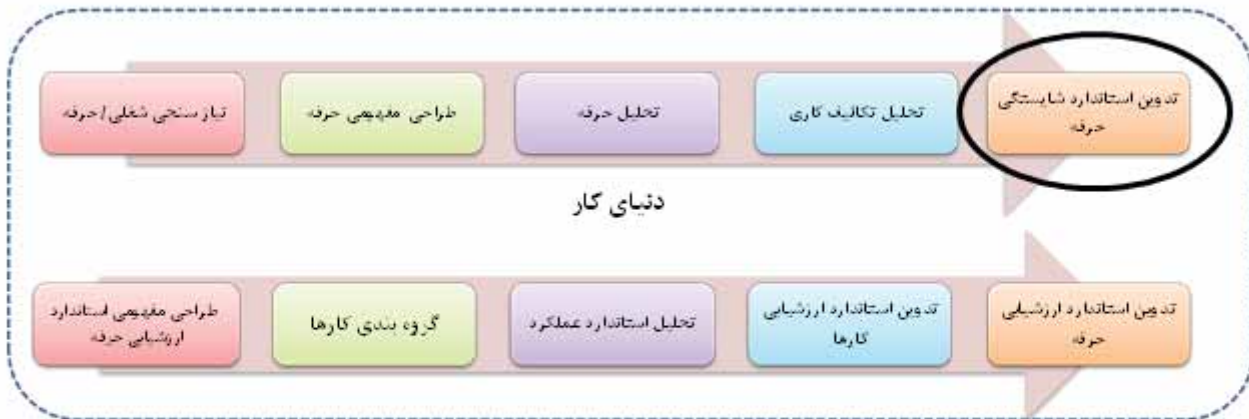 نیاز سنجی شغلی/حرفه
طراحی مفهومی حرفه
تحلیل حرفه
تحلیل تکالیف کاری
تدوین استاندارد شایستگی
حرفه
دنیای کار
طراحی مفهومی استاندارد
ارزشیابی حرفه
گروه بندی کارها
تحلیل استاندارد عملکرد
تدوین استاندارد ارزشیابی
کارها
تدوین استاندارد ارزشیابی
حرفه